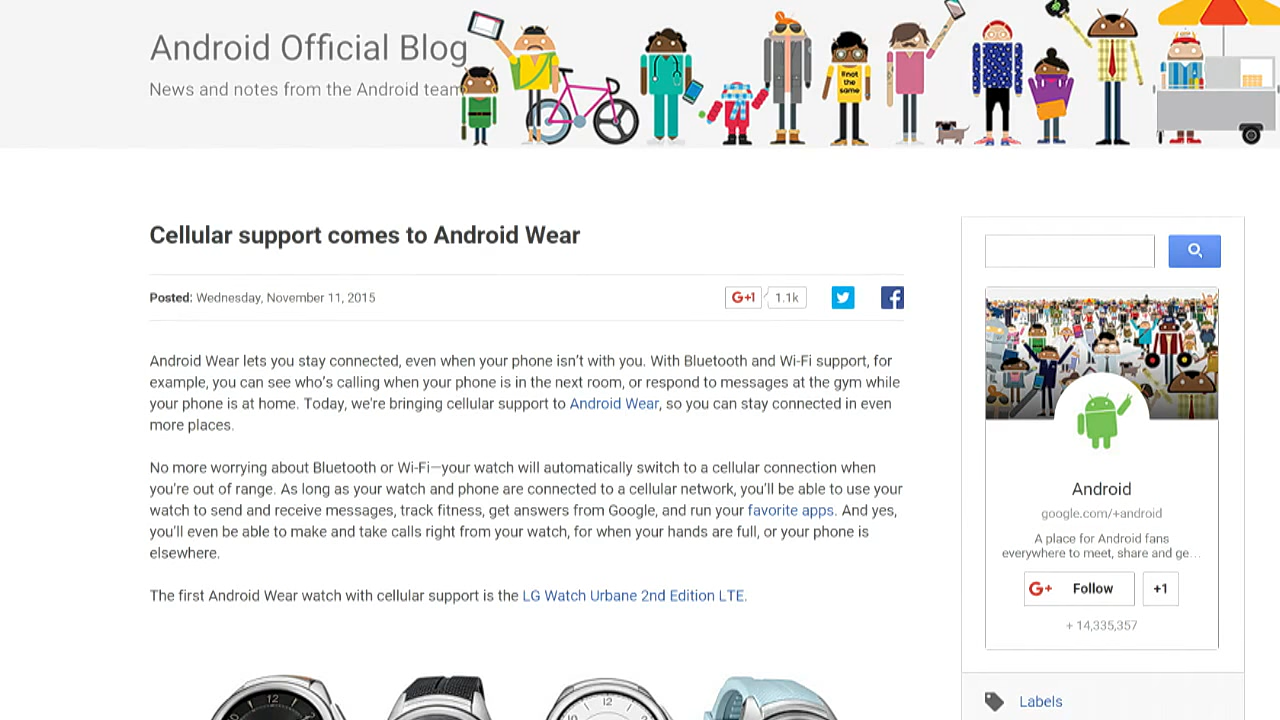 Android Official Blog
News and notes from the Android team
#not
the
same
Cellular support comes to Android Wear
Posted: Wednesday, November 11, 2015
G+1 1.1k
Android Wear lets you stay connected, even when your phone isn't with you. With Bluetooth and Wi-Fi support, for
example, you can see who's calling when your phone is in the next room, or respond to messages at the gym while
your phone is at home. Today, we're bringing cellular support to Android Wear, so you can stay connected in even
more places.
No more worrying about Bluetooth or Wi-Fi—your watch will automatically switch to a cellular connection when
you're out of range. As long as your watch and phone are connected to a cellular network, you'll be able to use your
watch to send and receive messages, track fitness, get answers from Google, and run your favorite apps. And yes,
you'll even be able to make and take calls right from your watch, for when your hands are full, or your phone is
elsewhere.
The first Android Wear watch with cellular support is the LG Watch Urbane 2nd Edition LTE.
12
12
Android
google.com/+android
A place for Android fans
everywhere to meet, share and ge…
G+ Follow +1
+ 14,335,357
Labels